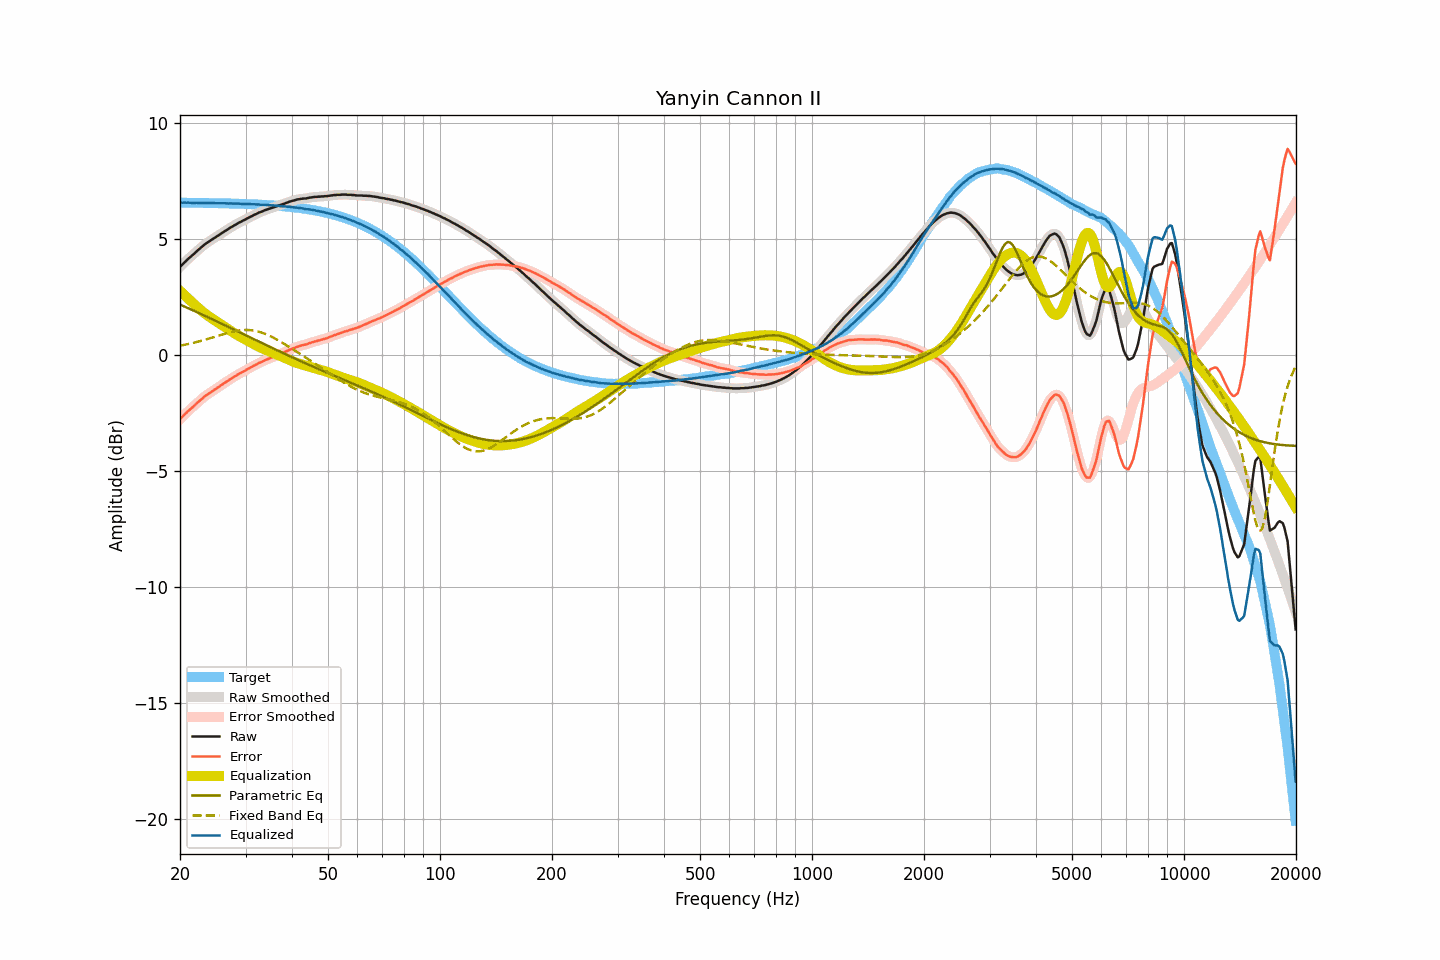 Yanyin Cannon II
10
5
0
−5
−10
−15
−20
Amplitude (dBr)
Target
Raw Smoothed
Error Smoothed
Raw
Error
Equalization
Parametric Eq
Fixed Band Eq
Equalized
20 50 100 200 500 1000 2000 5000 10000 20000
Frequency (Hz)